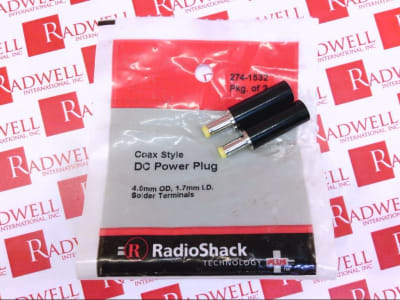 274-1532
Pkg. of 2
Coax Style
DC Power Plug
4.0mm OD, 1.7mm I.D.
Solder Terminals
R RadioShack
TECHNOLOGY PLUS
R RADWELL
INTERNATIONAL, INC